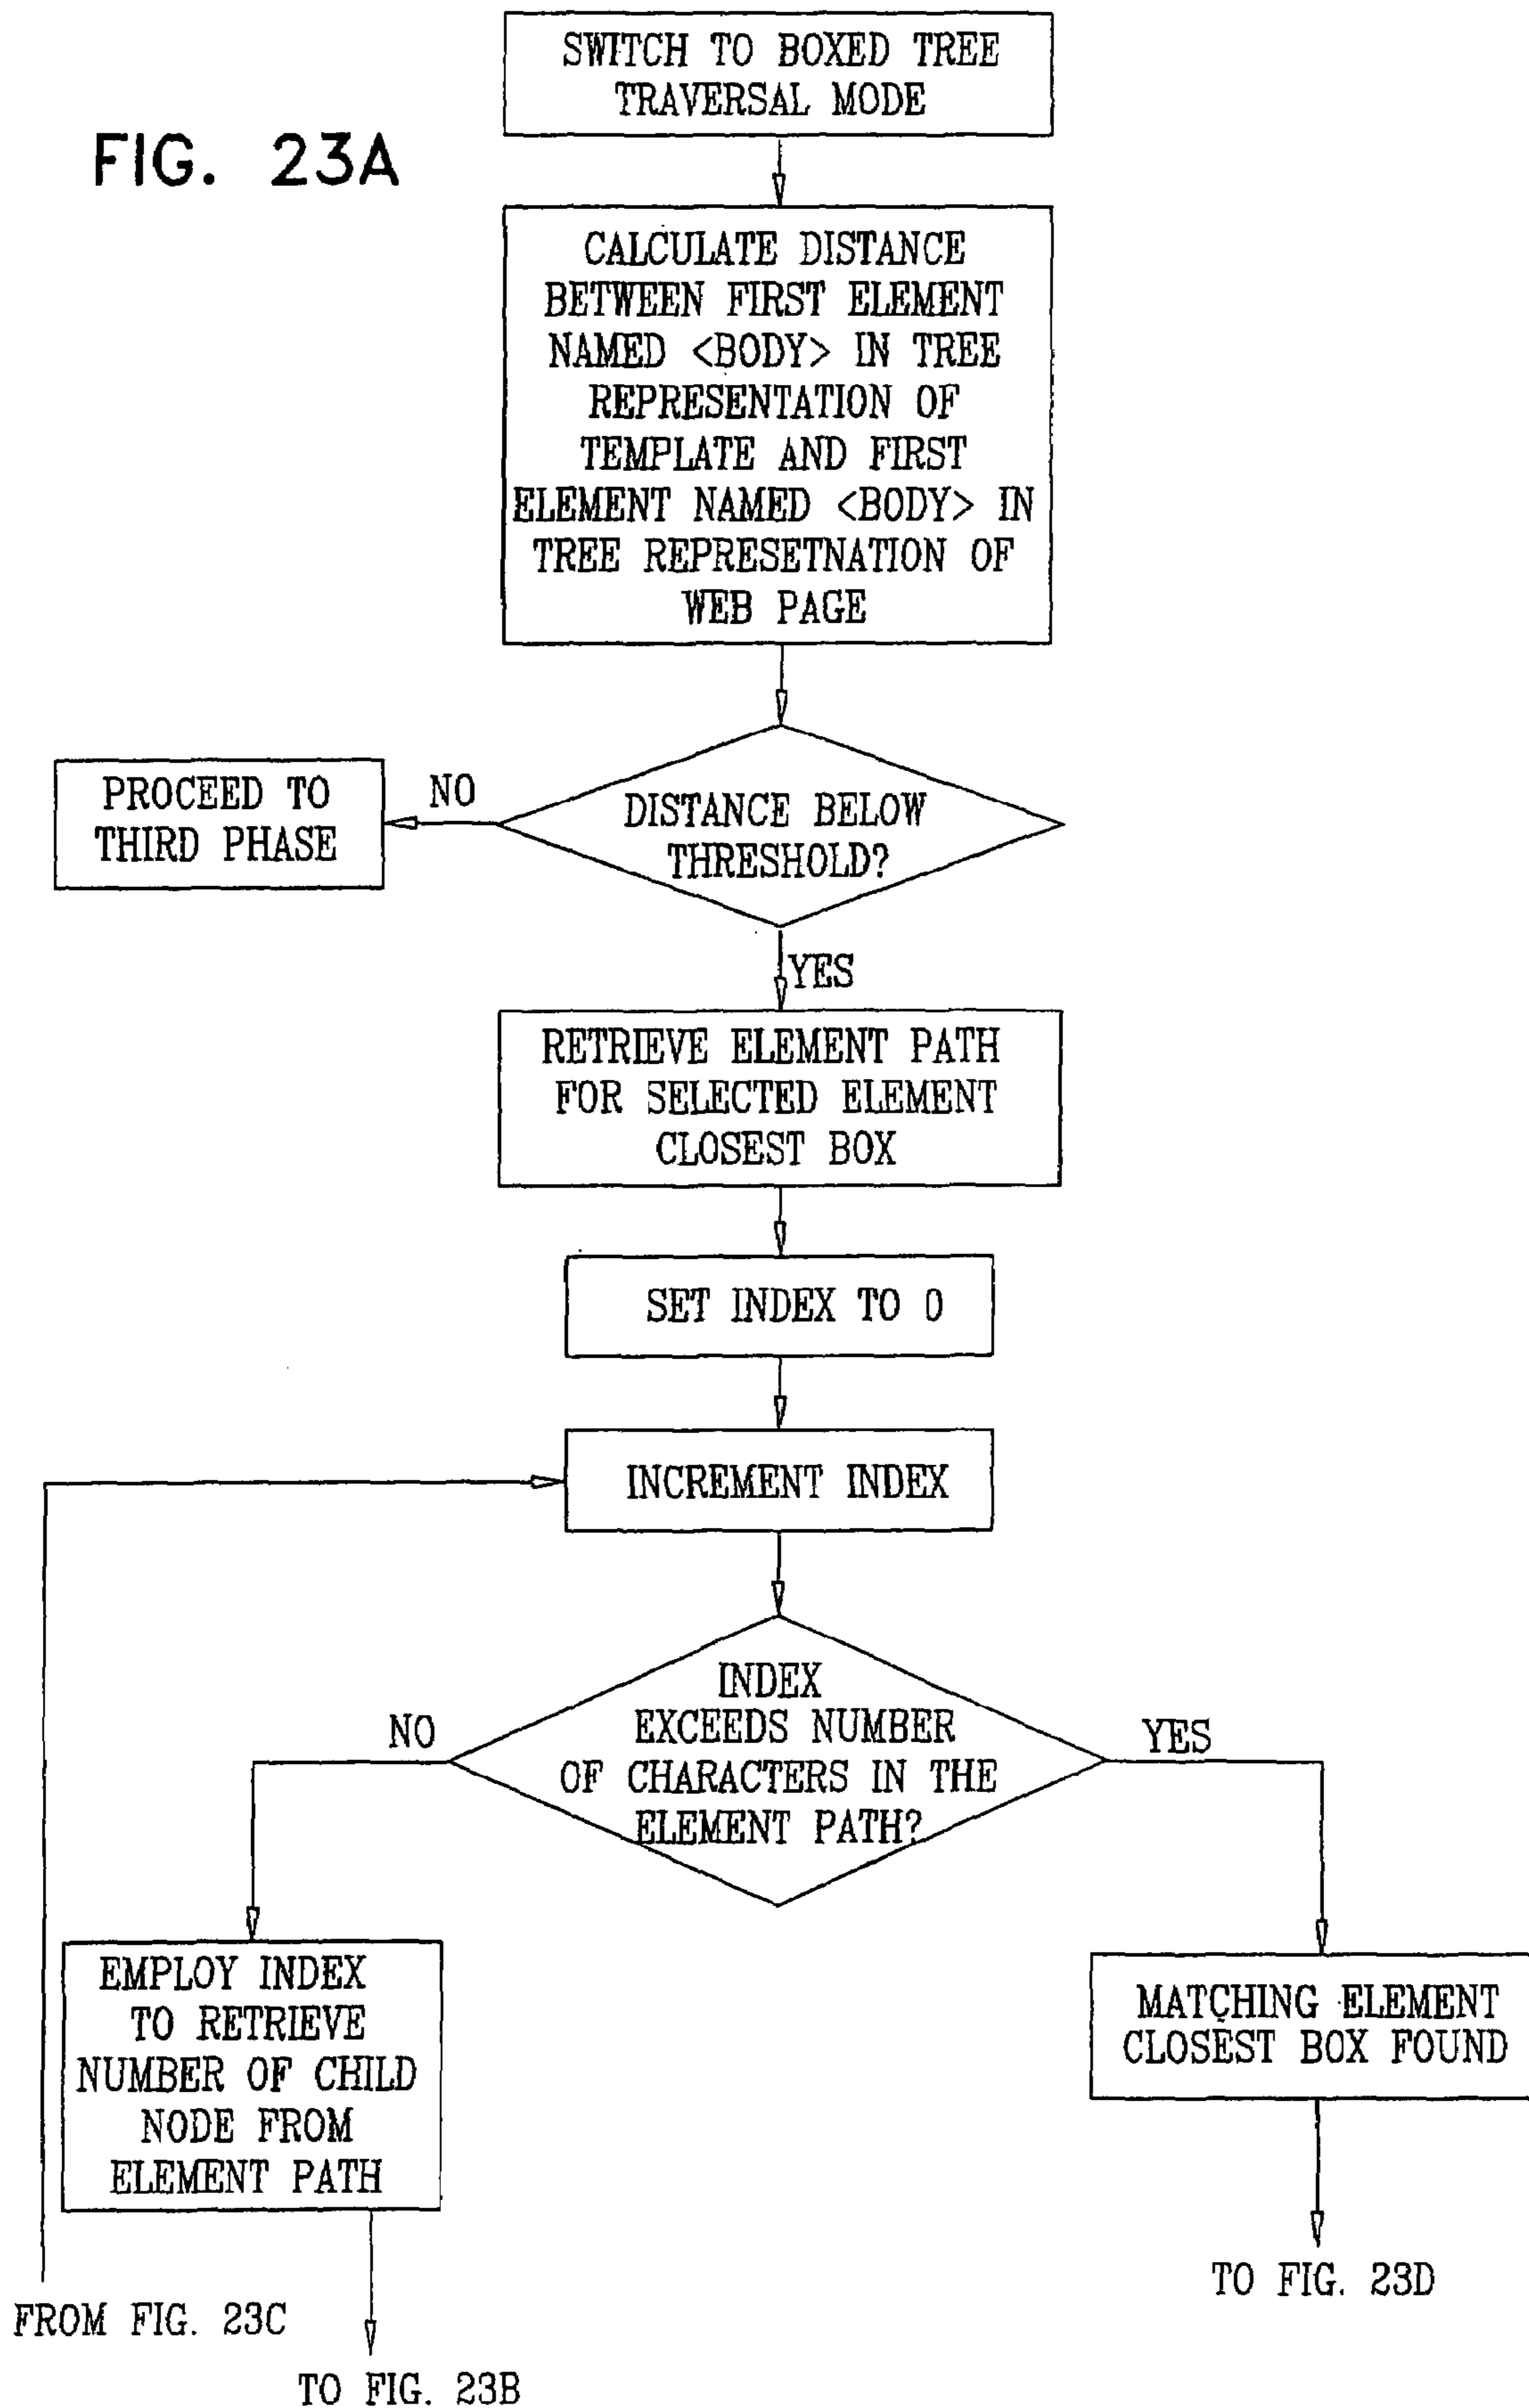 SWITCH TO BOXED TREE
TRAVERSAL MODE
FIG. 23A
CALCULATE DISTANCE
BETWEEN FIRST ELEMENT
NAMED <BODY> IN TREE
REPRESENTATION OF
TEMPLATE AND FIRST
ELEMENT NAMED <BODY> IN
TREE REPRESETNATION OF
WEB PAGE
PROCEED TO
THIRD PHASE
NO
DISTANCE BELOW
THRESHOLD?
YES
RETRIEVE ELEMENT PATH
FOR SELECTED ELEMENT
CLOSEST BOX
SET INDEX TO 0
INCREMENT INDEX
INDEX
EXCEEDS NUMBER
OF CHARACTERS IN THE
ELEMENT PATH?
NO
YES
EMPLOY INDEX
TO RETRIEVE
NUMBER OF CHILD
NODE FROM
ELEMENT PATH
MATCHING ELEMENT
CLOSEST BOX FOUND
FROM FIG. 23C
TO FIG. 23B
TO FIG. 23D